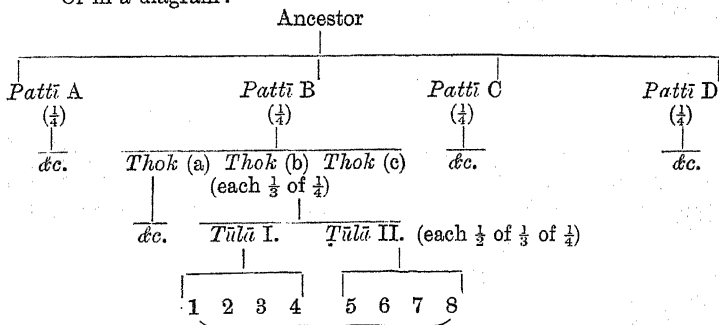 Or in a diagram:
Ancestor
Pattī A Pattī B Pattī C Pattī D
(¼) (¼) (¼) (¼)
&c. Thok (a) Thok (b) Thok (c) &c. &c.
(each ⅓ of ¼)
&c. Tūlā I. Tūlā II. (each ½ of ⅓ of ¼)
1 2 3 4 5 6 7 8